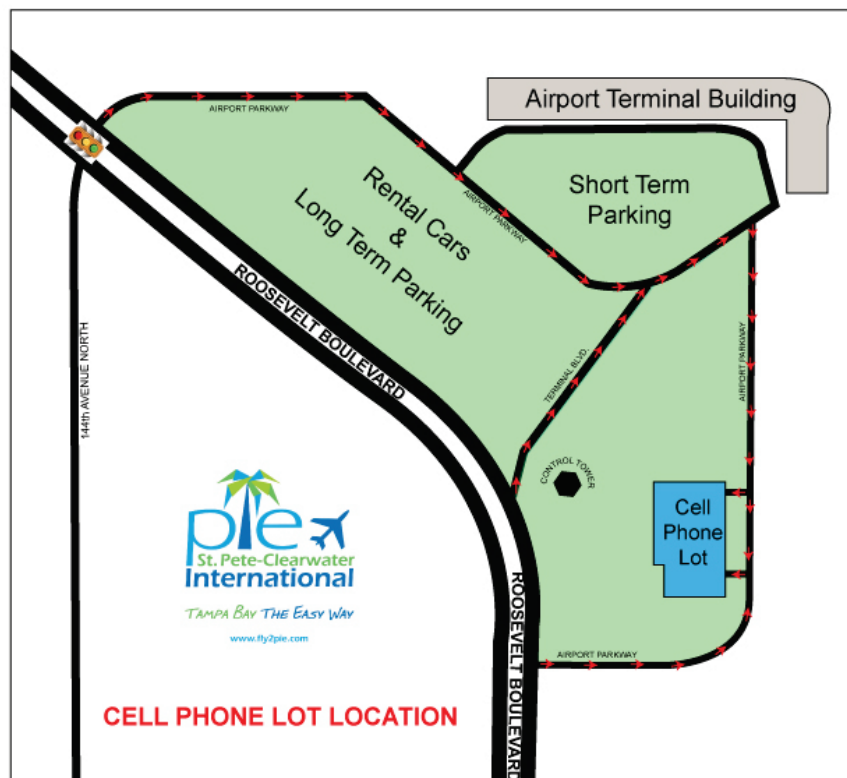 Airport Terminal Building
AIRPORT PARKWAY
Short Term
Parking
Rental Cars
&
Long Term Parking
AIRPORT PARKWAY
ROOSEVELT BOULEVARD
144th AVENUE NORTH
TERMINAL BLVD.
AIRPORT PARKWAY
CONTROL TOWER
Cell
Phone
Lot
pie
St. Pete-Clearwater
International
TAMPA BAY THE EASY WAY
www.fly2pie.com
ROOSEVELT BOULEVARD
AIRPORT PARKWAY
CELL PHONE LOT LOCATION